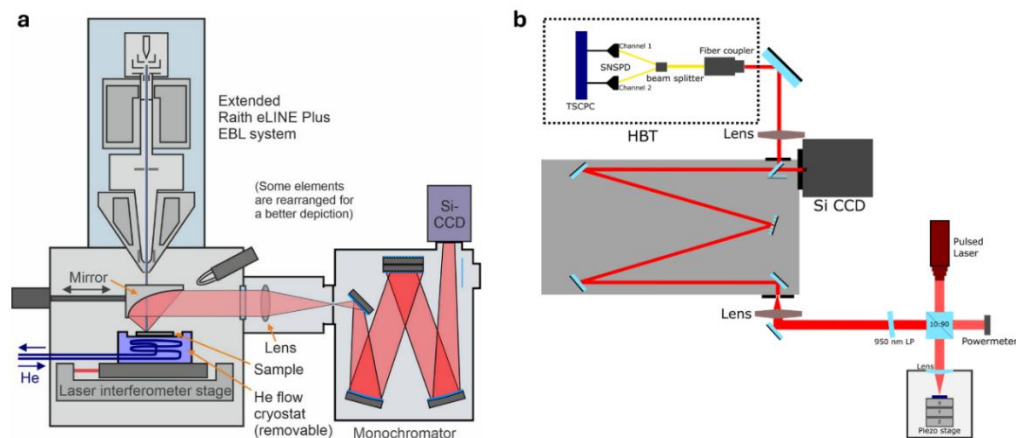 a
Extended
Raith eLINE Plus
EBL system
(Some elements
are rearranged for
a better depiction)
Si-
CCD
Mirror
Lens
Sample
He
Laser interferometer stage
He flow
cryostat
(removable)
Monochromator
b
Channel 1
Fiber coupler
SNSPD
beam splitter
Channel 2
TSCPC
HBT
Lens
Si CCD
Pulsed
Laser
Lens
10:90
950 nm LP
Powermeter
Lens
X
Y
Z
Piezo stage